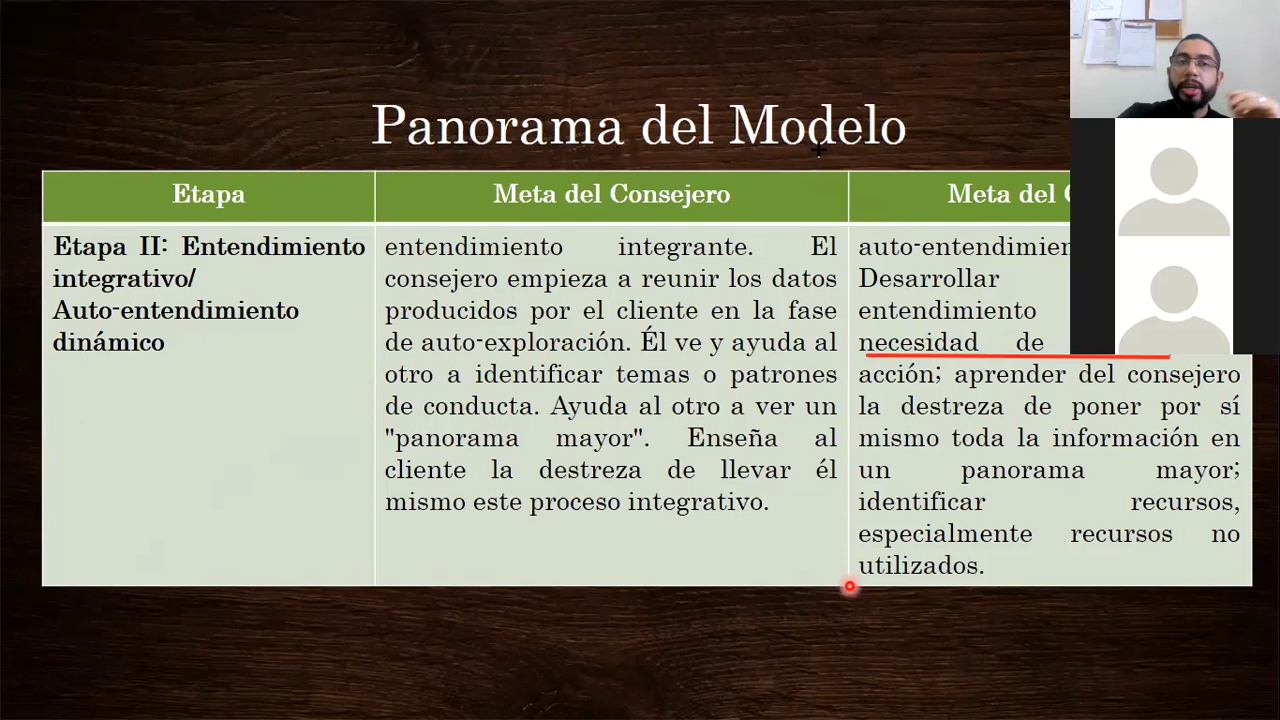 Panorama del Modelo
Etapa
Meta del Consejero
Meta del
Etapa II: Entendimiento
integrativo/
Auto-entendimiento
dinámico
entendimiento integrante. El
consejero empieza a reunir los datos
producidos por el cliente en la fase
de auto-exploración. Él ve y ayuda al
otro a identificar temas o patrones
de conducta. Ayuda al otro a ver un
"panorama mayor". Enseña al
cliente la destreza de llevar él
mismo este proceso integrativo.
Desarrollar
entendimiento
necesidad de
acción; aprender del consejero
la destreza de poner por sí
mismo toda la información en
un panorama mayor;
identificar recursos,
especialmente recursos no
utilizados.